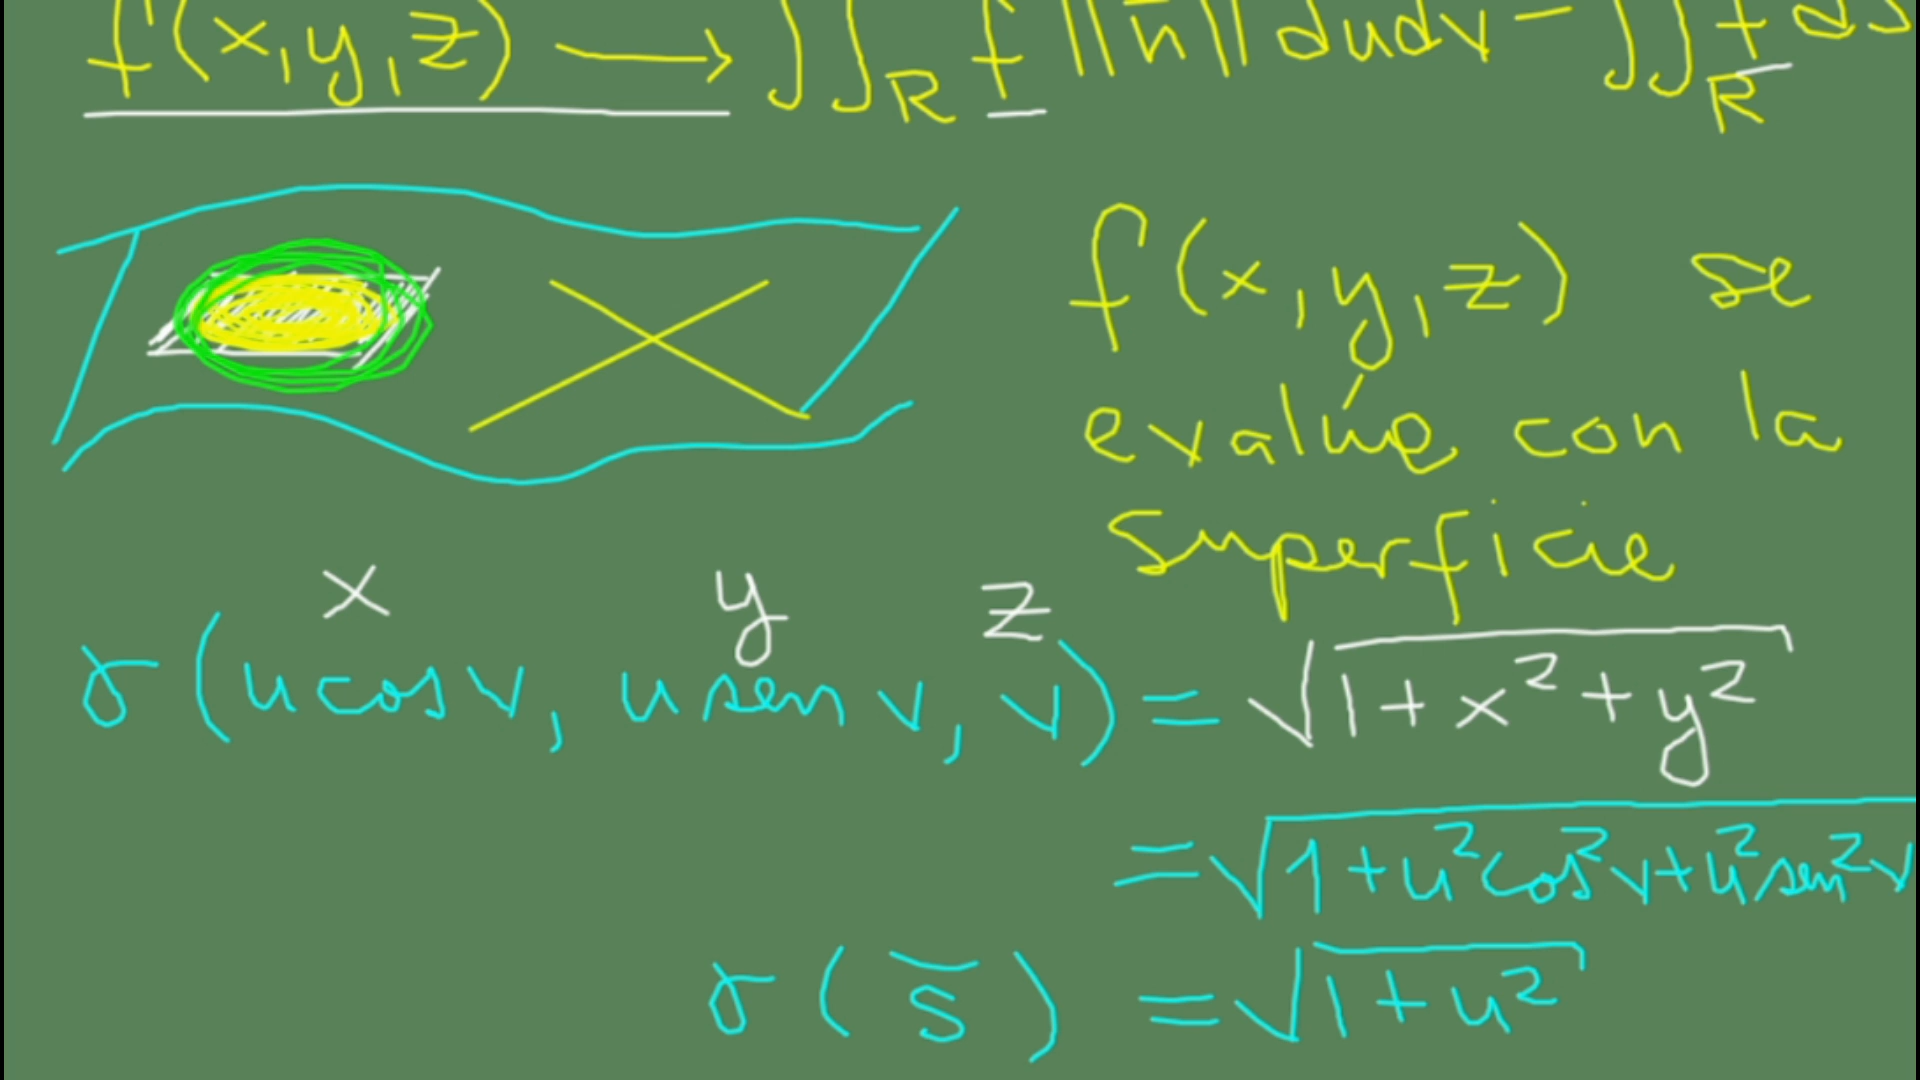 f(x,y,z) → ∬_R f ||n̅|| du dv − ∬_R f ds
f(x,y,z) se
evalúa con la
superficie
x y z
σ(u cos v, u sen v, v) = √(1+x²+y²)
= √(1+u²cos²v+u²sen²v
σ(s̅) = √(1+u²)